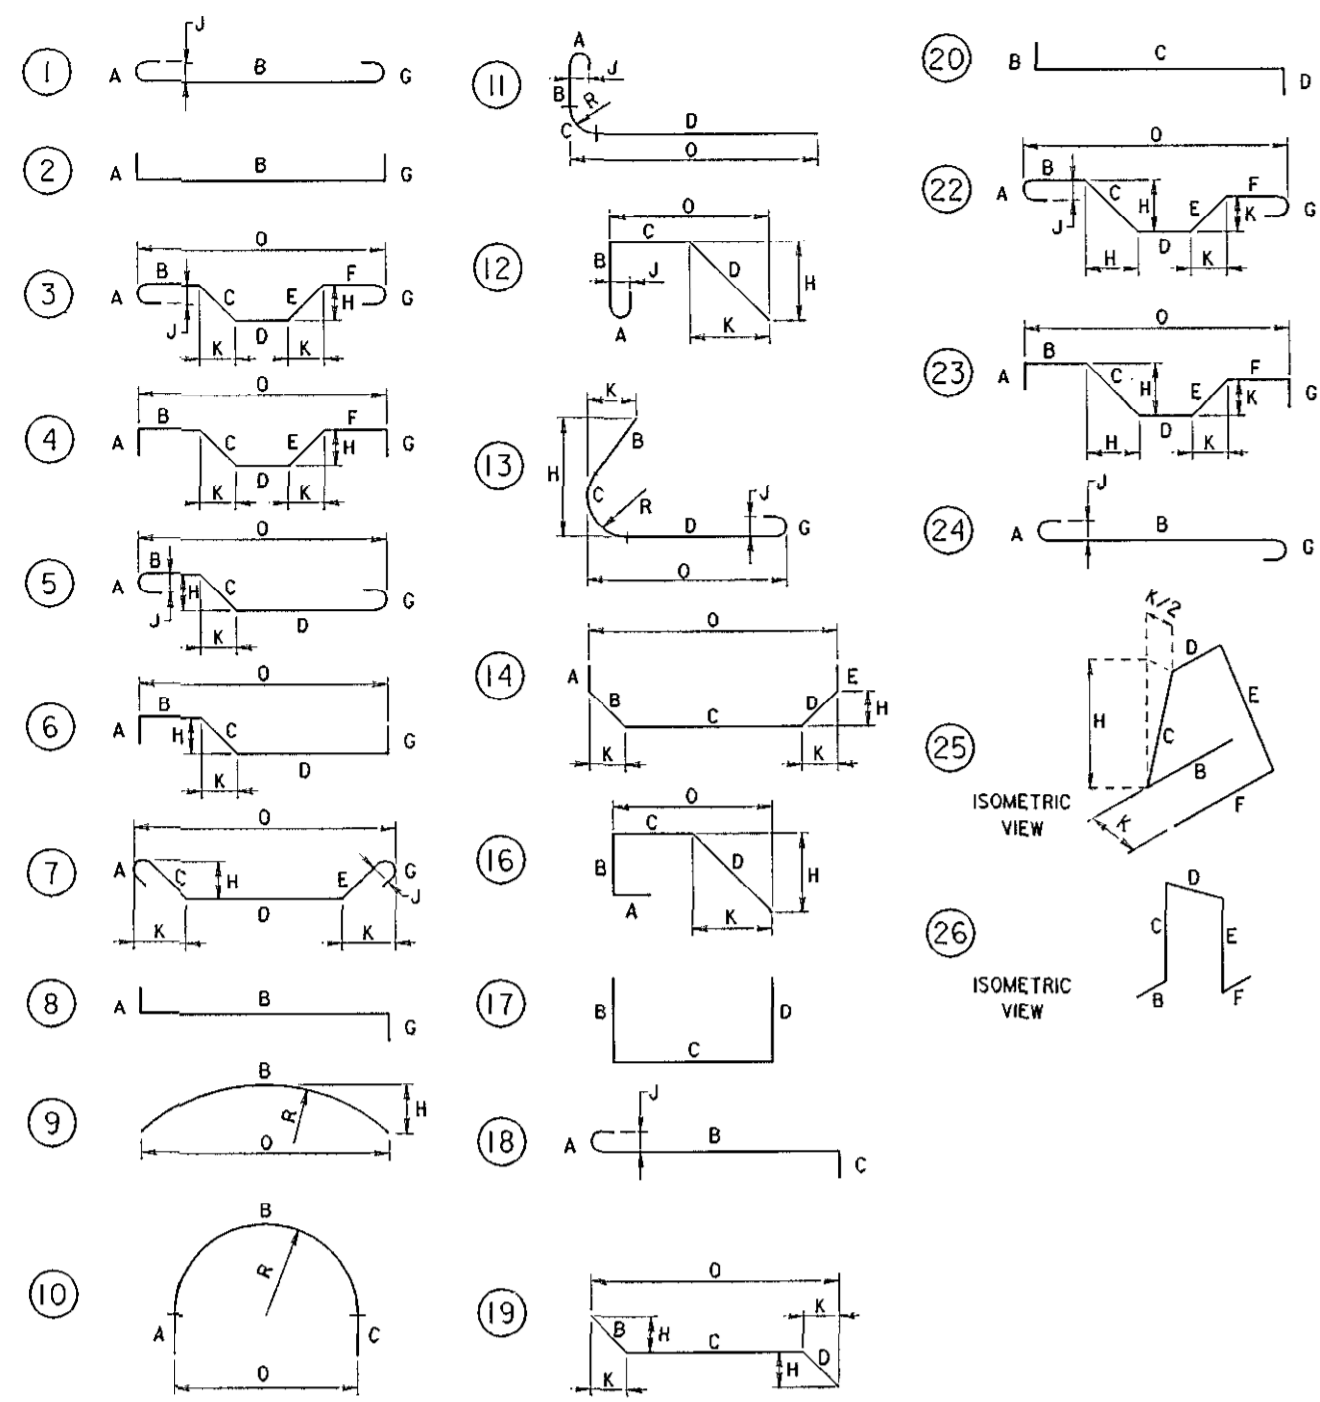 1 J A B G
2 A B G
3 O B F A C E H G J D K K
4 O B F A C E H G D K K
5 O B A H C G J D K
6 O B A H C G D K
7 O A C H E G J D K K
8 A B G
9 B R H O
10 B R A C O
11 A J B R C D O
12 O C B D H J A K
13 K B H C J R D G O
14 O A E B C D H K K
16 O C B D H A K
17 B D C
18 J A B C
19 O K B H C H D K
20 B C D
22 O B F A C H E K G J D H K
23 O B F A C H E K G D H K
24 J A B G
25 K/2 D H E C B F K
ISOMETRIC
VIEW
26 D C E B F
ISOMETRIC
VIEW